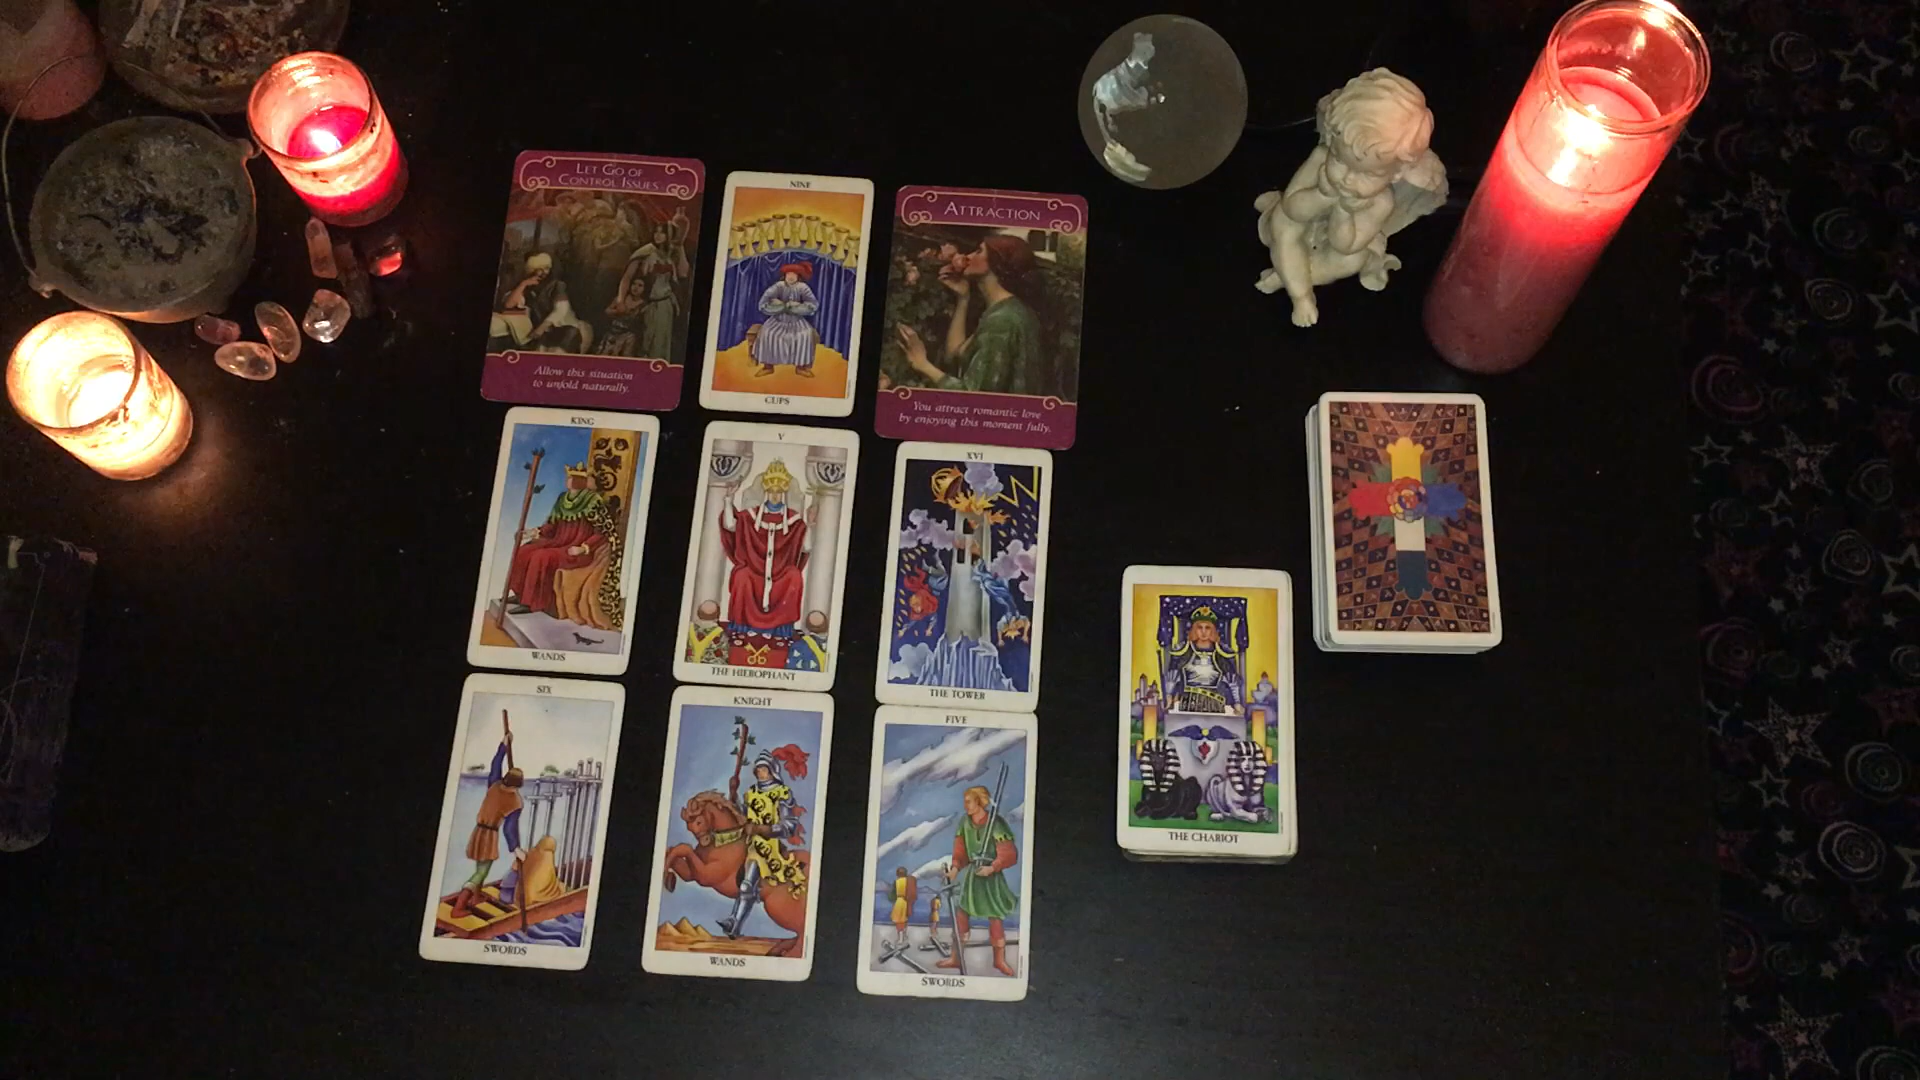 LET GO OF
CONTROL ISSUES
Allow this situation
to unfold naturally.
NINE
CUPS
ATTRACTION
You attract romantic love
by enjoying this moment fully.
KING
WANDS
V
THE HIEROPHANT
XVI
THE TOWER
SIX
SWORDS
KNIGHT
WANDS
FIVE
SWORDS
VII
THE CHARIOT